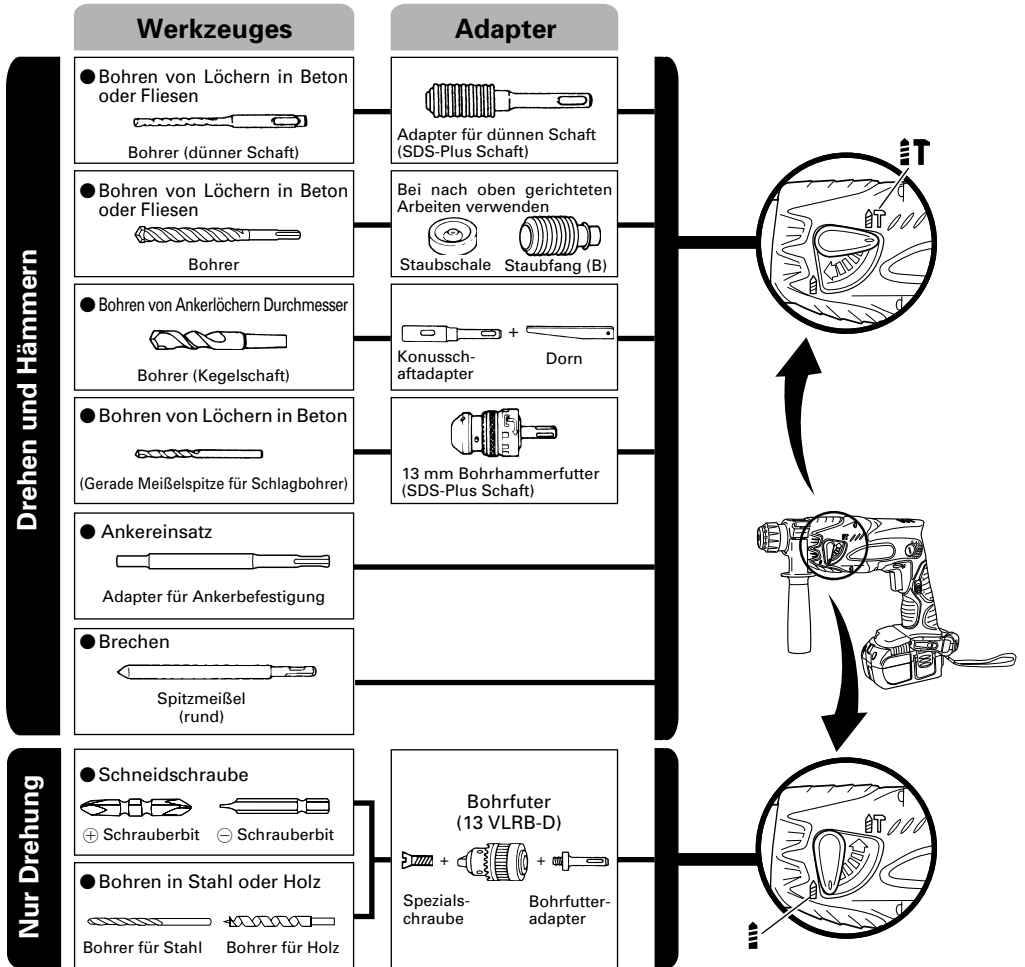 Werkzeuges
Adapter
Drehen und Hämmern
● Bohren von Löchern in Beton
oder Fliesen
Bohrer (dünner Schaft)
Adapter für dünnen Schaft
(SDS-Plus Schaft)
● Bohren von Löchern in Beton
oder Fliesen
Bohrer
Bei nach oben gerichteten
Arbeiten verwenden
Staubschale Staubfang (B)
● Bohren von Ankerlöchern Durchmesser
Bohrer (Kegelschaft)
+
Konussch-
aftadapter
Dorn
● Bohren von Löchern in Beton
(Gerade Meißelspitze für Schlagbohrer)
13 mm Bohrhammerfutter
(SDS-Plus Schaft)
● Ankereinsatz
Adapter für Ankerbefestigung
● Brechen
Spitzmeißel
(rund)
Nur Drehung
● Schneidschraube
⊕ Schrauberbit ⊖ Schrauberbit
● Bohren in Stahl oder Holz
Bohrer für Stahl Bohrer für Holz
Bohrfuter
(13 VLRB-D)
+ +
Spezials-
chraube
Bohrfutter-
adapter